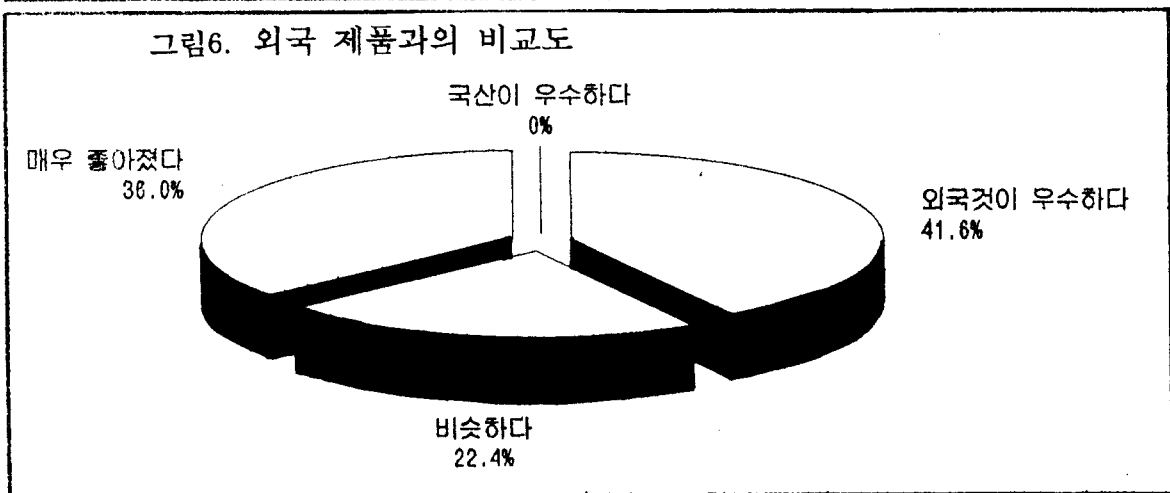 그림6. 외국 제품과의 비교도
국산이 우수하다
0%
매우 좋아졌다
36.0%
외국것이 우수하다
41.6%
비슷하다
22.4%